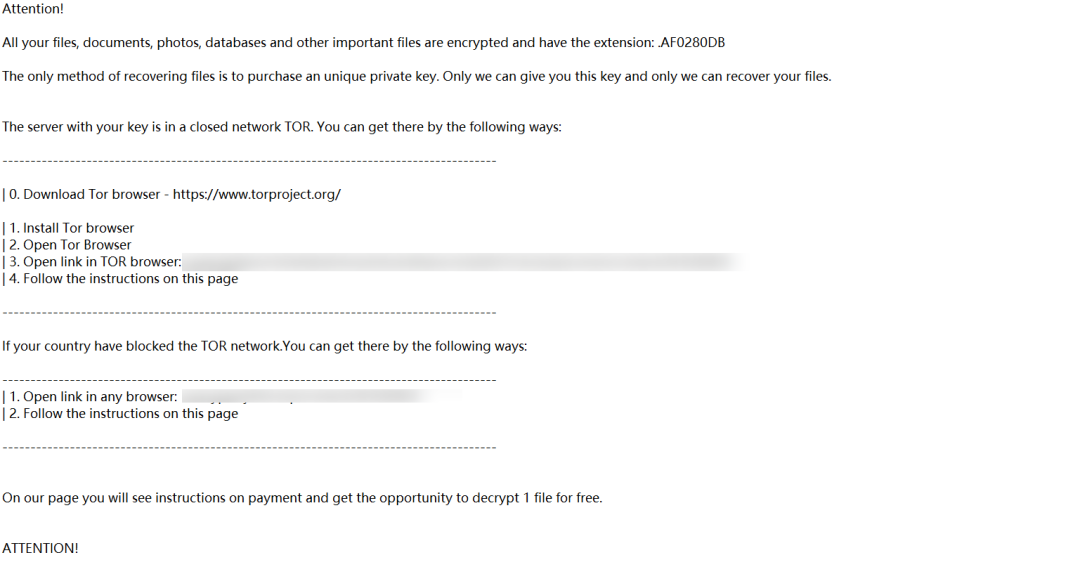 Attention!
All your files, documents, photos, databases and other important files are encrypted and have the extension: .AF0280DB
The only method of recovering files is to purchase an unique private key. Only we can give you this key and only we can recover your files.
The server with your key is in a closed network TOR. You can get there by the following ways:
----------------------------------------------------------------------------------------
| 0. Download Tor browser - https://www.torproject.org/
| 1. Install Tor browser
| 2. Open Tor Browser
| 3. Open link in TOR browser:
| 4. Follow the instructions on this page
----------------------------------------------------------------------------------------
If your country have blocked the TOR network.You can get there by the following ways:
----------------------------------------------------------------------------------------
| 1. Open link in any browser:
| 2. Follow the instructions on this page
----------------------------------------------------------------------------------------
On our page you will see instructions on payment and get the opportunity to decrypt 1 file for free.
ATTENTION!